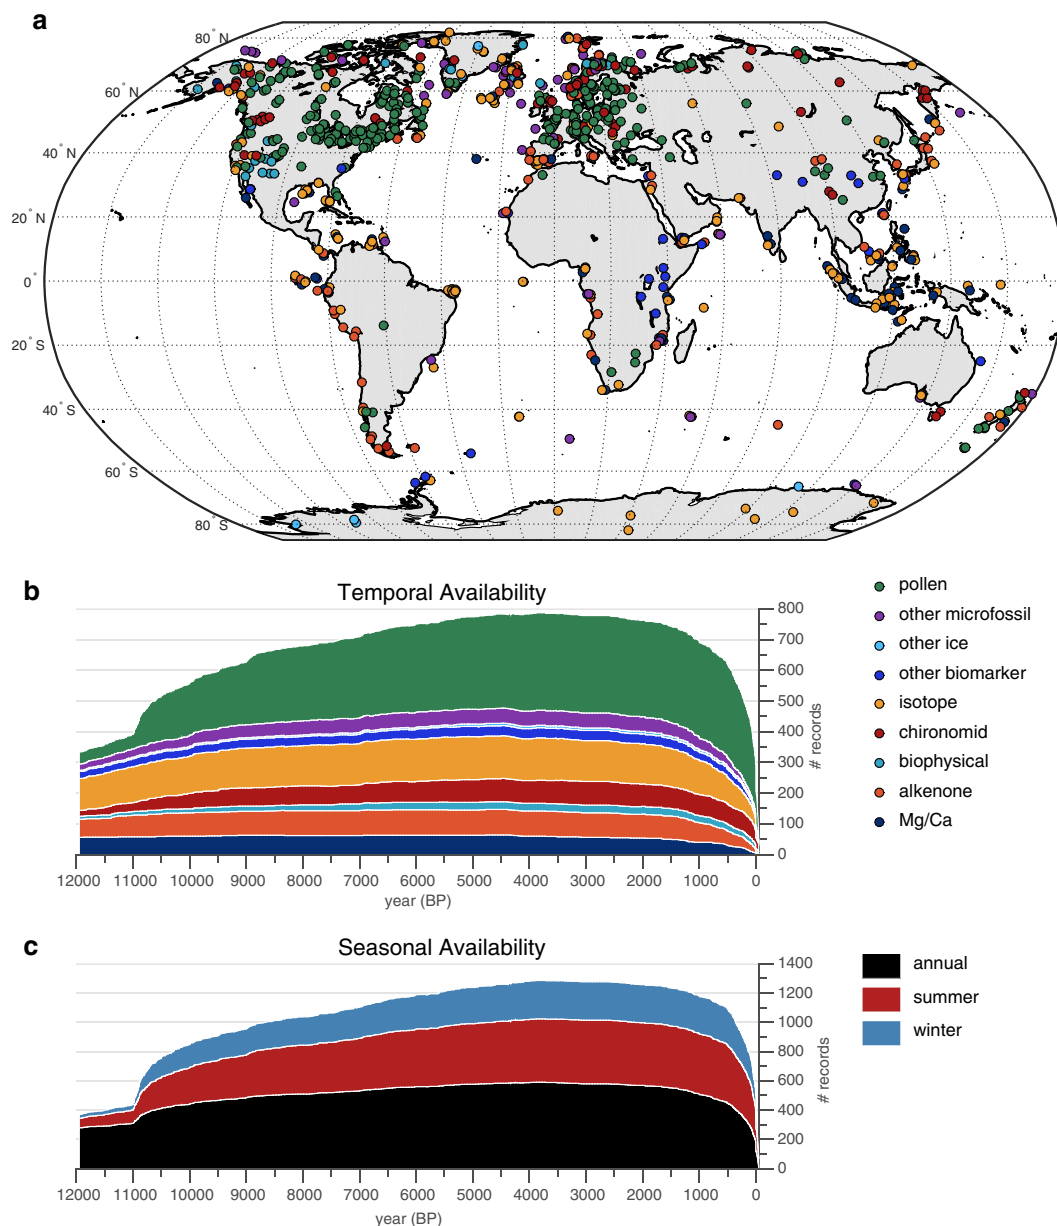 a
80° N
60° N
40° N
20° N
0°
20° S
40° S
60° S
80° S
b
Temporal Availability
800
700
600
500
400
300
200
100
0
# records
12000 11000 10000 9000 8000 7000 6000 5000 4000 3000 2000 1000 0
year (BP)
pollen
other microfossil
other ice
other biomarker
isotope
chironomid
biophysical
alkenone
Mg/Ca
c
Seasonal Availability
1400
1200
1000
800
600
400
200
0
# records
12000 11000 10000 9000 8000 7000 6000 5000 4000 3000 2000 1000 0
year (BP)
annual
summer
winter